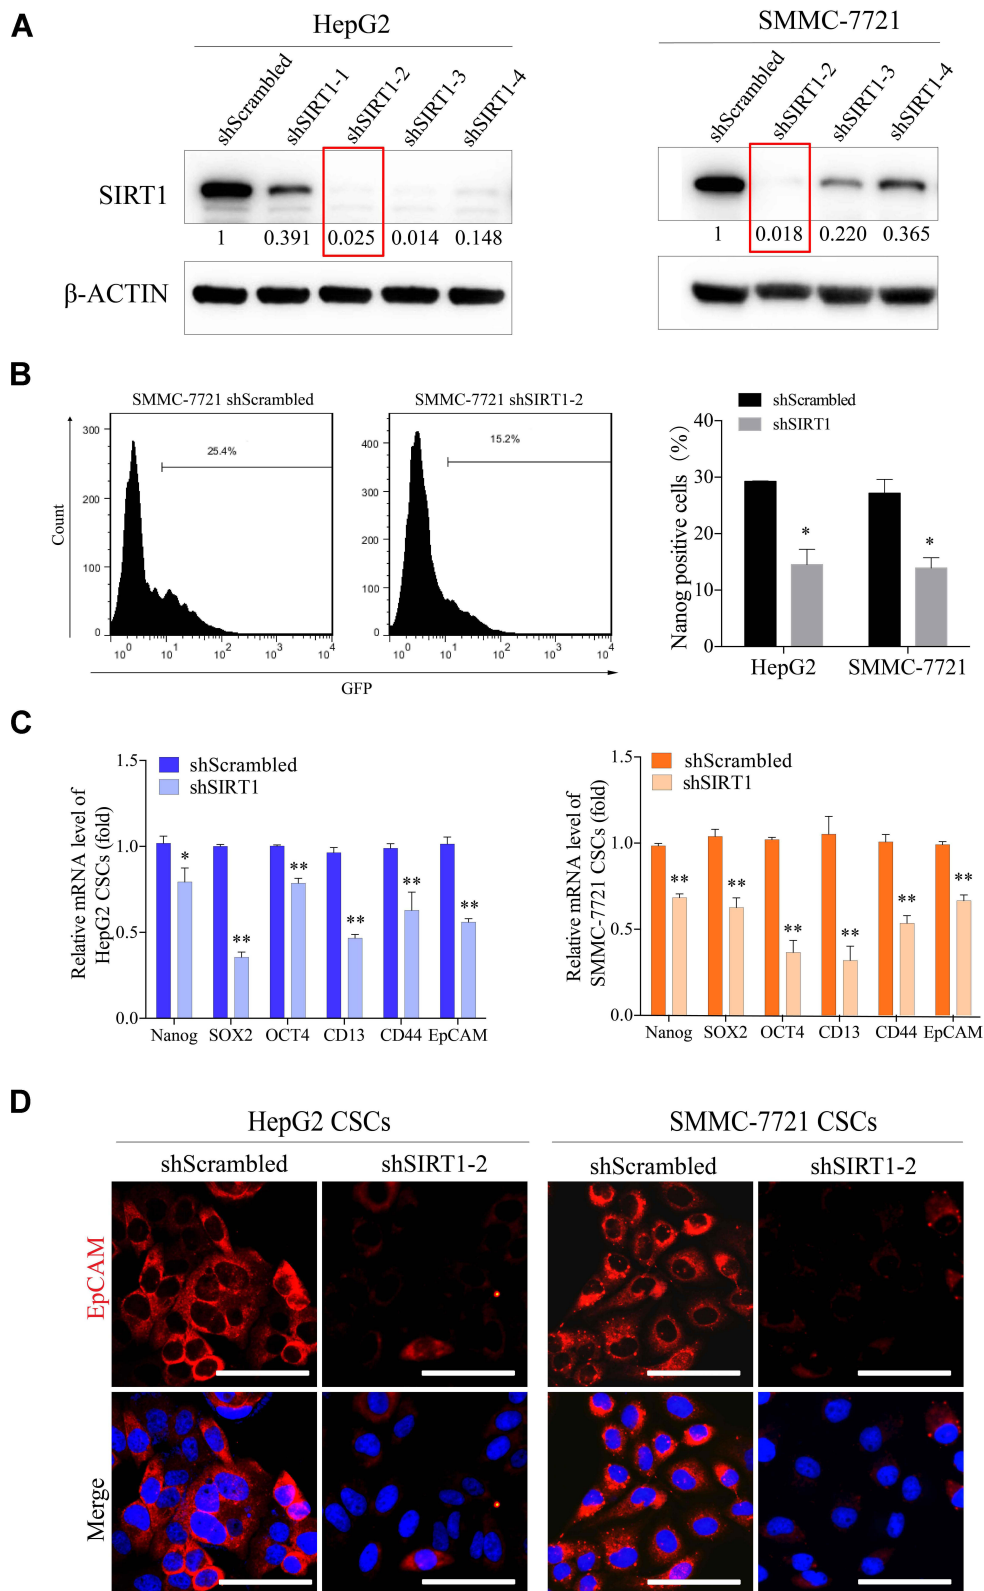 A
HepG2
SMMC-7721
shScrambled
shSIRT1-1
shSIRT1-2
shSIRT1-3
shSIRT1-4
shScrambled
shSIRT1-2
shSIRT1-3
shSIRT1-4
SIRT1
1 0.391 0.025 0.014 0.148
1 0.018 0.220 0.365
β-ACTIN
B
SMMC-7721 shScrambled
300
200
100
0
25.4%
10^0 10^1 10^2 10^3 10^4
Count
SMMC-7721 shSIRT1-2
400
300
200
100
0
15.2%
10^0 10^1 10^2 10^3 10^4
GFP
shScrambled
shSIRT1
Nanog positive cells (%)
40
30
20
10
0
*
*
HepG2 SMMC-7721
C
Relative mRNA level of
HepG2 CSCs (fold)
1.5
1.0
0.5
0.0
shScrambled
shSIRT1
* ** ** ** ** **
Nanog SOX2 OCT4 CD13 CD44 EpCAM
Relative mRNA level of
SMMC-7721 CSCs (fold)
1.5
1.0
0.5
0.0
shScrambled
shSIRT1
** ** ** ** ** **
Nanog SOX2 OCT4 CD13 CD44 EpCAM
D
HepG2 CSCs
SMMC-7721 CSCs
shScrambled shSIRT1-2
shScrambled shSIRT1-2
EpCAM
Merge